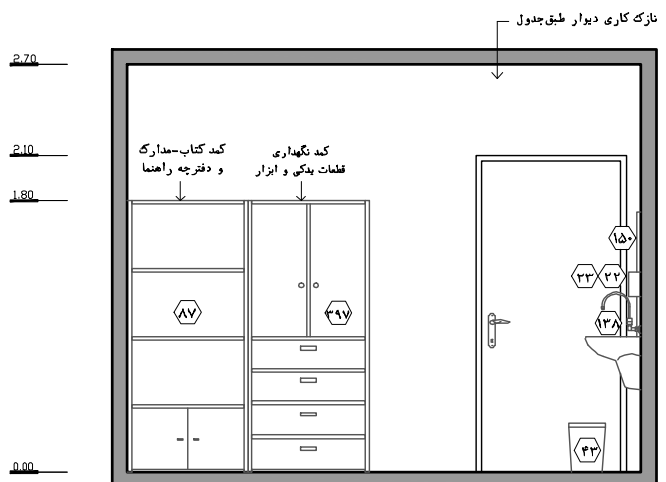 نازک کاری دیوار طبق جدول
2.70
2.10
کمد کتاب-مدارک
و دفترچه راهنما
کمد نگهداری
قطعات یدکی و ابزار
1.80
۱۵۰
۲۳
۲۲
۸۷
۳۹۷
۱۳۸
۴۳
0.00